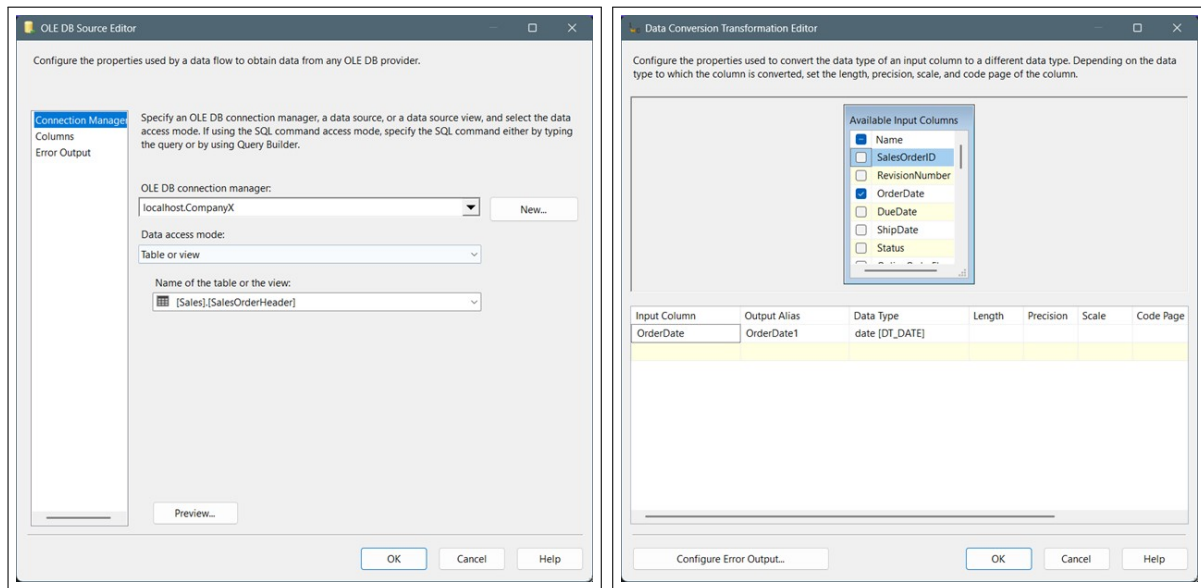 OLE DB Source Editor
Configure the properties used by a data flow to obtain data from any OLE DB provider.
Connection Manager
Columns
Error Output
Specify an OLE DB connection manager, a data source, or a data source view, and select the data
access mode. If using the SQL command access mode, specify the SQL command either by typing
the query or by using Query Builder.
OLE DB connection manager:
localhost.CompanyX
New...
Data access mode:
Table or view
Name of the table or the view:
[Sales].[SalesOrderHeader]
Preview...
OK Cancel Help
Data Conversion Transformation Editor
Configure the properties used to convert the data type of an input column to a different data type. Depending on the data
type to which the column is converted, set the length, precision, scale, and code page of the column.
Available Input Columns
Name
SalesOrderID
RevisionNumber
OrderDate
DueDate
ShipDate
Status
Input Column Output Alias Data Type Length Precision Scale Code Page
OrderDate OrderDate1 date [DT_DATE]
Configure Error Output... OK Cancel Help